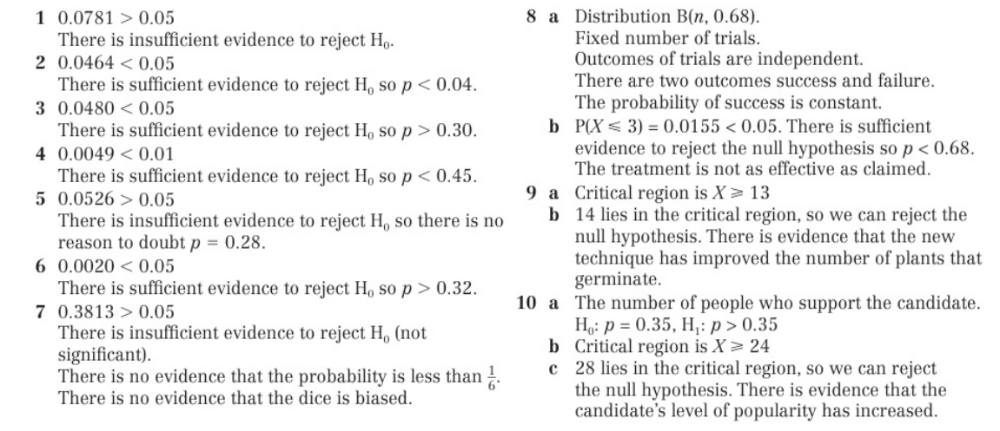 1 0.0781 > 0.05
There is insufficient evidence to reject H₀.
2 0.0464 < 0.05
There is sufficient evidence to reject H₀ so p < 0.04.
3 0.0480 < 0.05
There is sufficient evidence to reject H₀ so p > 0.30.
4 0.0049 < 0.01
There is sufficient evidence to reject H₀ so p < 0.45.
5 0.0526 > 0.05
There is insufficient evidence to reject H₀ so there is no
reason to doubt p = 0.28.
6 0.0020 < 0.05
There is sufficient evidence to reject H₀ so p > 0.32.
7 0.3813 > 0.05
There is insufficient evidence to reject H₀ (not
significant).
There is no evidence that the probability is less than 1/6.
There is no evidence that the dice is biased.
8 a Distribution B(n, 0.68).
Fixed number of trials.
Outcomes of trials are independent.
There are two outcomes success and failure.
The probability of success is constant.
b P(X ⩽ 3) = 0.0155 < 0.05. There is sufficient
evidence to reject the null hypothesis so p < 0.68.
The treatment is not as effective as claimed.
9 a Critical region is X ⩾ 13
b 14 lies in the critical region, so we can reject the
null hypothesis. There is evidence that the new
technique has improved the number of plants that
germinate.
10 a The number of people who support the candidate.
H₀: p = 0.35, H₁: p > 0.35
b Critical region is X ⩾ 24
c 28 lies in the critical region, so we can reject
the null hypothesis. There is evidence that the
candidate's level of popularity has increased.